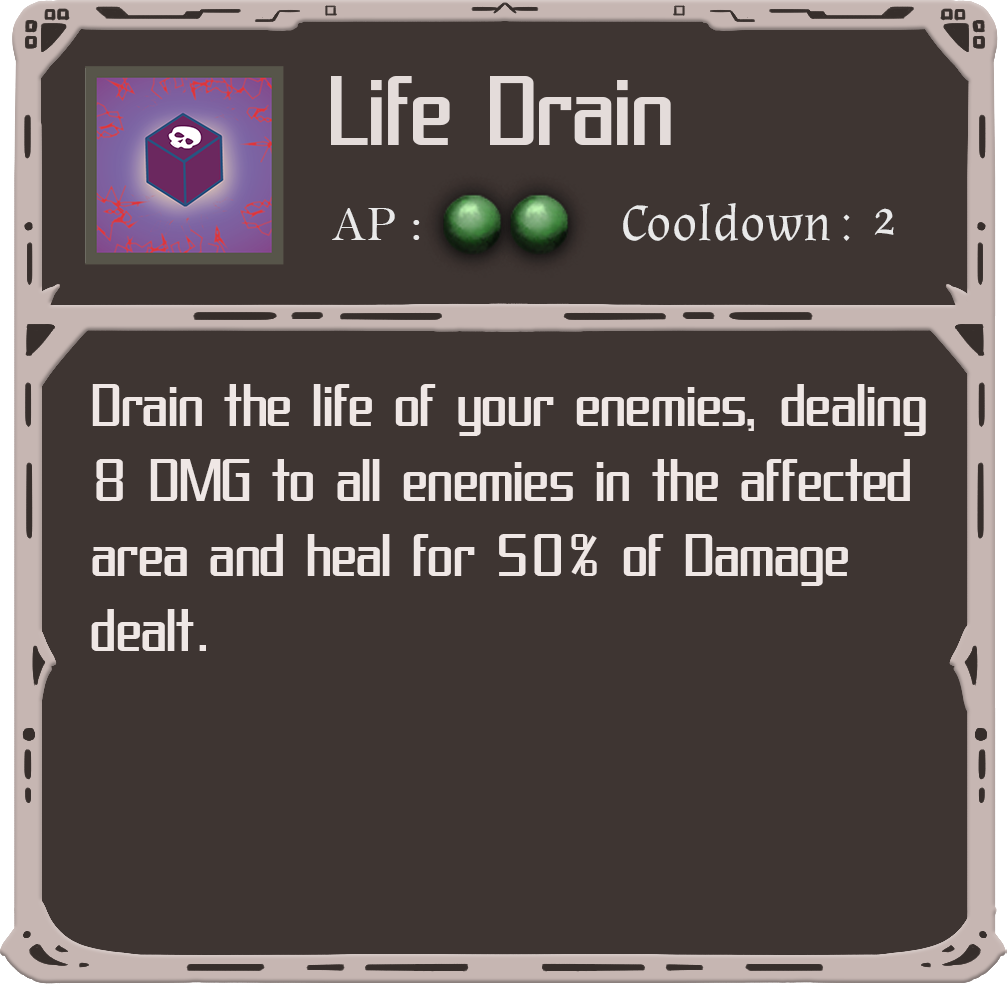 Life Drain
AP :
Cooldown : 2
Drain the life of your enemies, dealing
8 DMG to all enemies in the affected
area and heal for 50% of Damage
dealt.